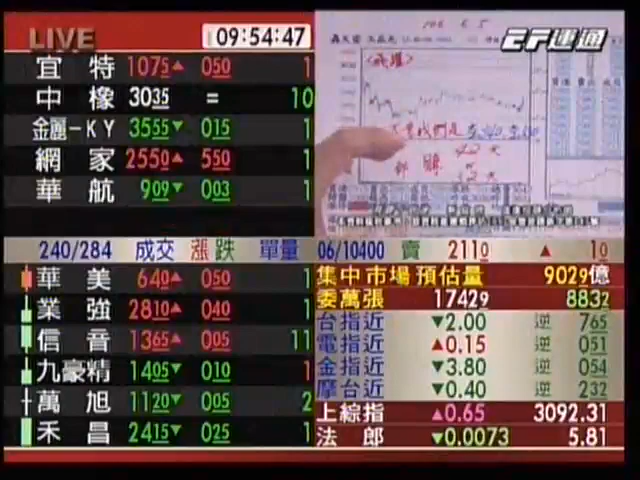 LIVE 09:54:47
宜特 1075▲ 050 1
中橡 3035 = 10
金麗-KY 3555▼ 015 1
網家 2550▲ 550 1
華航 909▼ 003 1
240/284 成交 漲跌 單量
華美 640▲ 050 1
業強 2810▲ 040 1
信音 1365▲ 005 11
九豪精 1405▼ 010 1
萬旭 1120▼ 005 2
禾昌 2415▼ 025 1
EF連通
106 6 5
我們是
06/10400 賣 2110 ▲ 10
集中市場預估量 9029億
委萬張 17429 8832
台指近 ▼2.00 逆 765
電指近 ▲0.15 逆 051
金指近 ▼3.80 逆 054
摩台近 ▼0.40 逆 232
上綜指 ▲0.65 3092.31
法郎 ▼0.0073 5.81